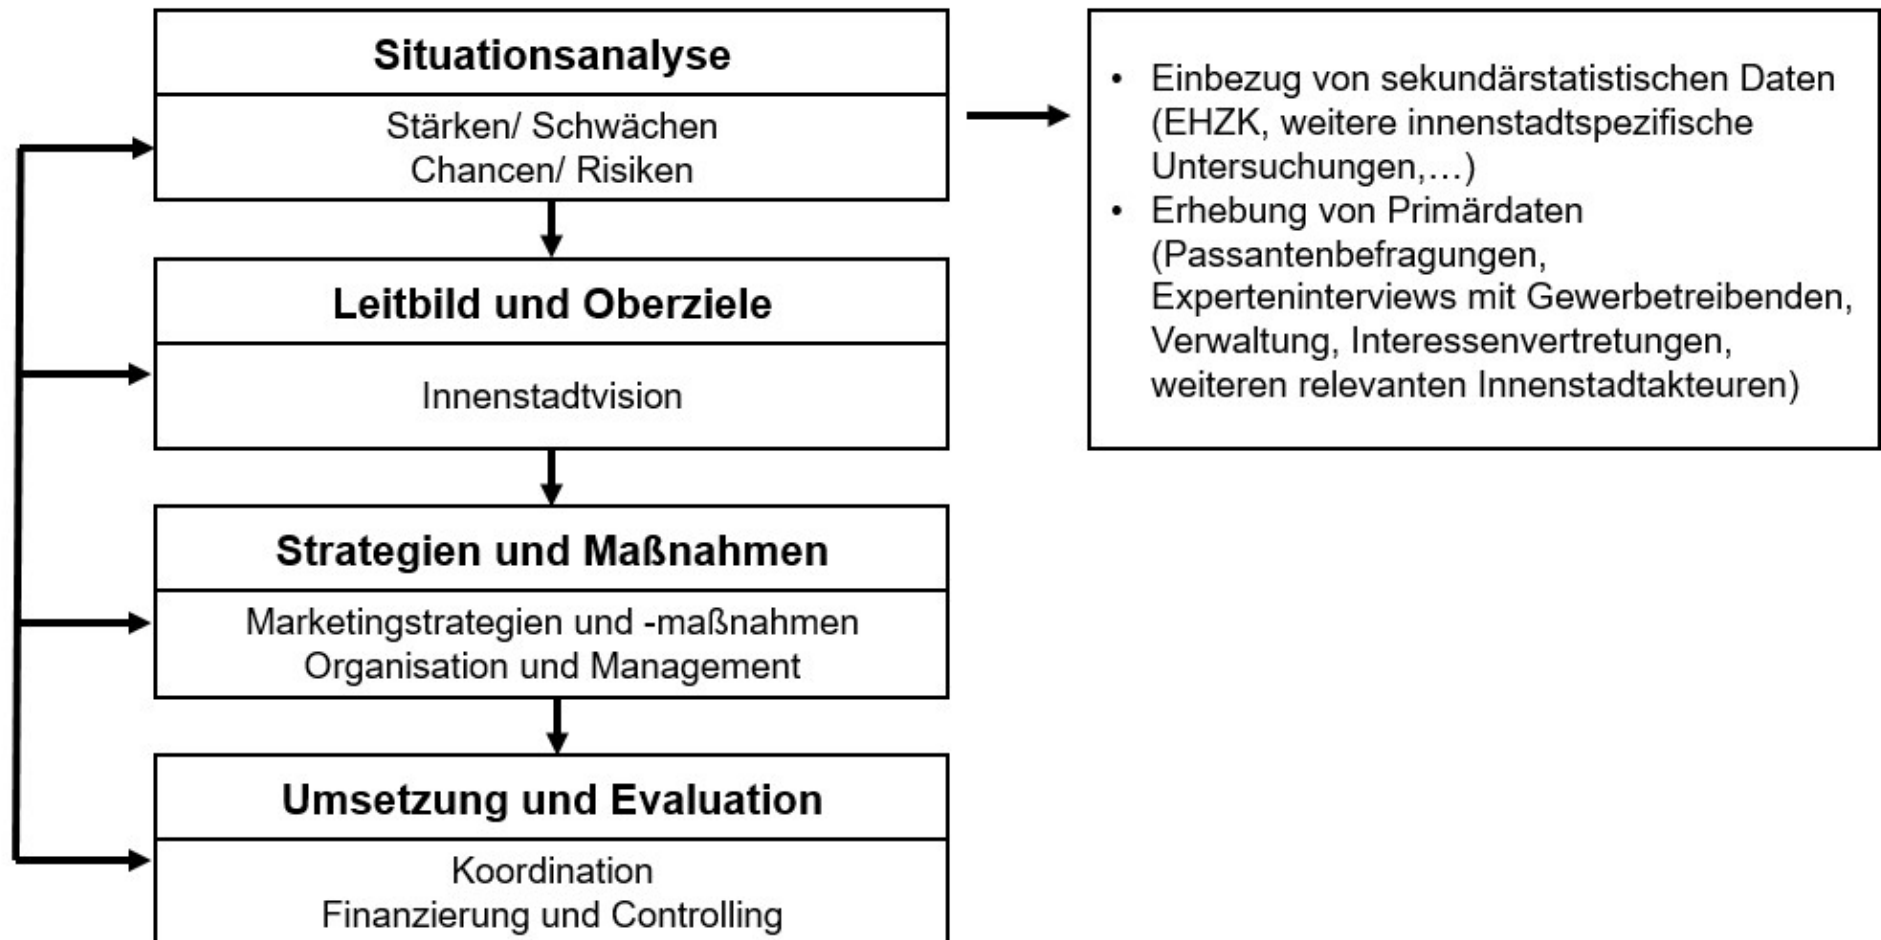 Situationsanalyse
Stärken/ Schwächen
Chancen/ Risiken
• Einbezug von sekundärstatistischen Daten
(EHZK, weitere innenstadtspezifische
Untersuchungen,…)
• Erhebung von Primärdaten
(Passantenbefragungen,
Experteninterviews mit Gewerbetreibenden,
Verwaltung, Interessenvertretungen,
weiteren relevanten Innenstadtakteuren)
Leitbild und Oberziele
Innenstadtvision
Strategien und Maßnahmen
Marketingstrategien und -maßnahmen
Organisation und Management
Umsetzung und Evaluation
Koordination
Finanzierung und Controlling